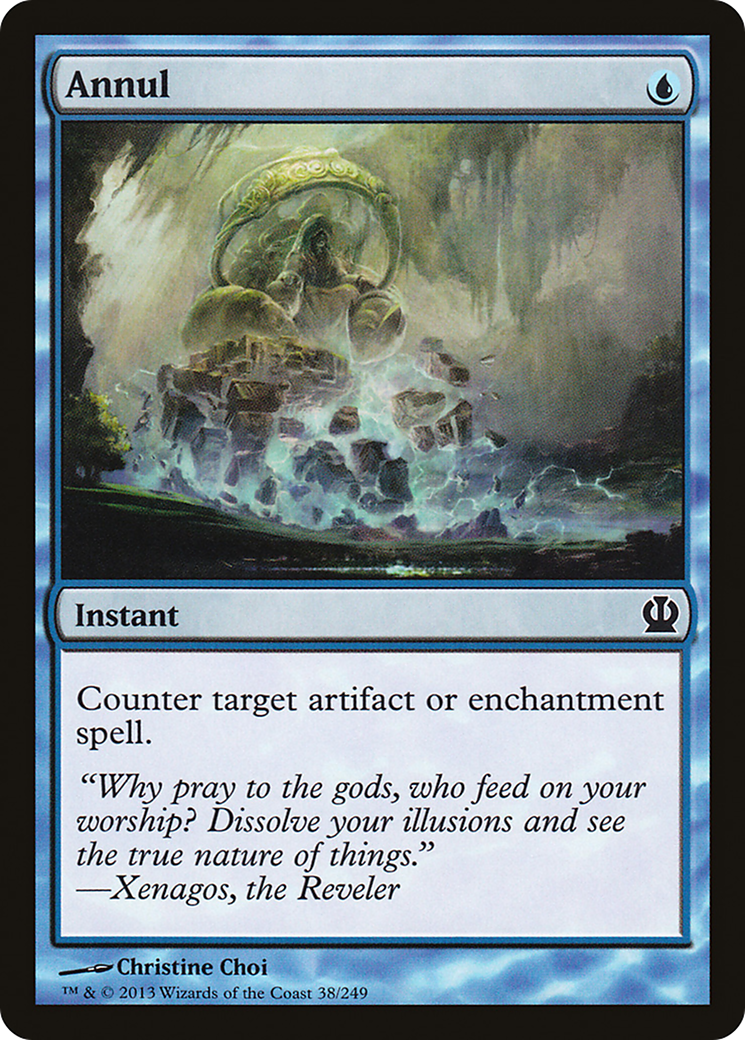 Annul
Instant
Counter target artifact or enchantment
spell.
“Why pray to the gods, who feed on your
worship? Dissolve your illusions and see
the true nature of things.”
—Xenagos, the Reveler
Christine Choi
™ & © 2013 Wizards of the Coast 38/249